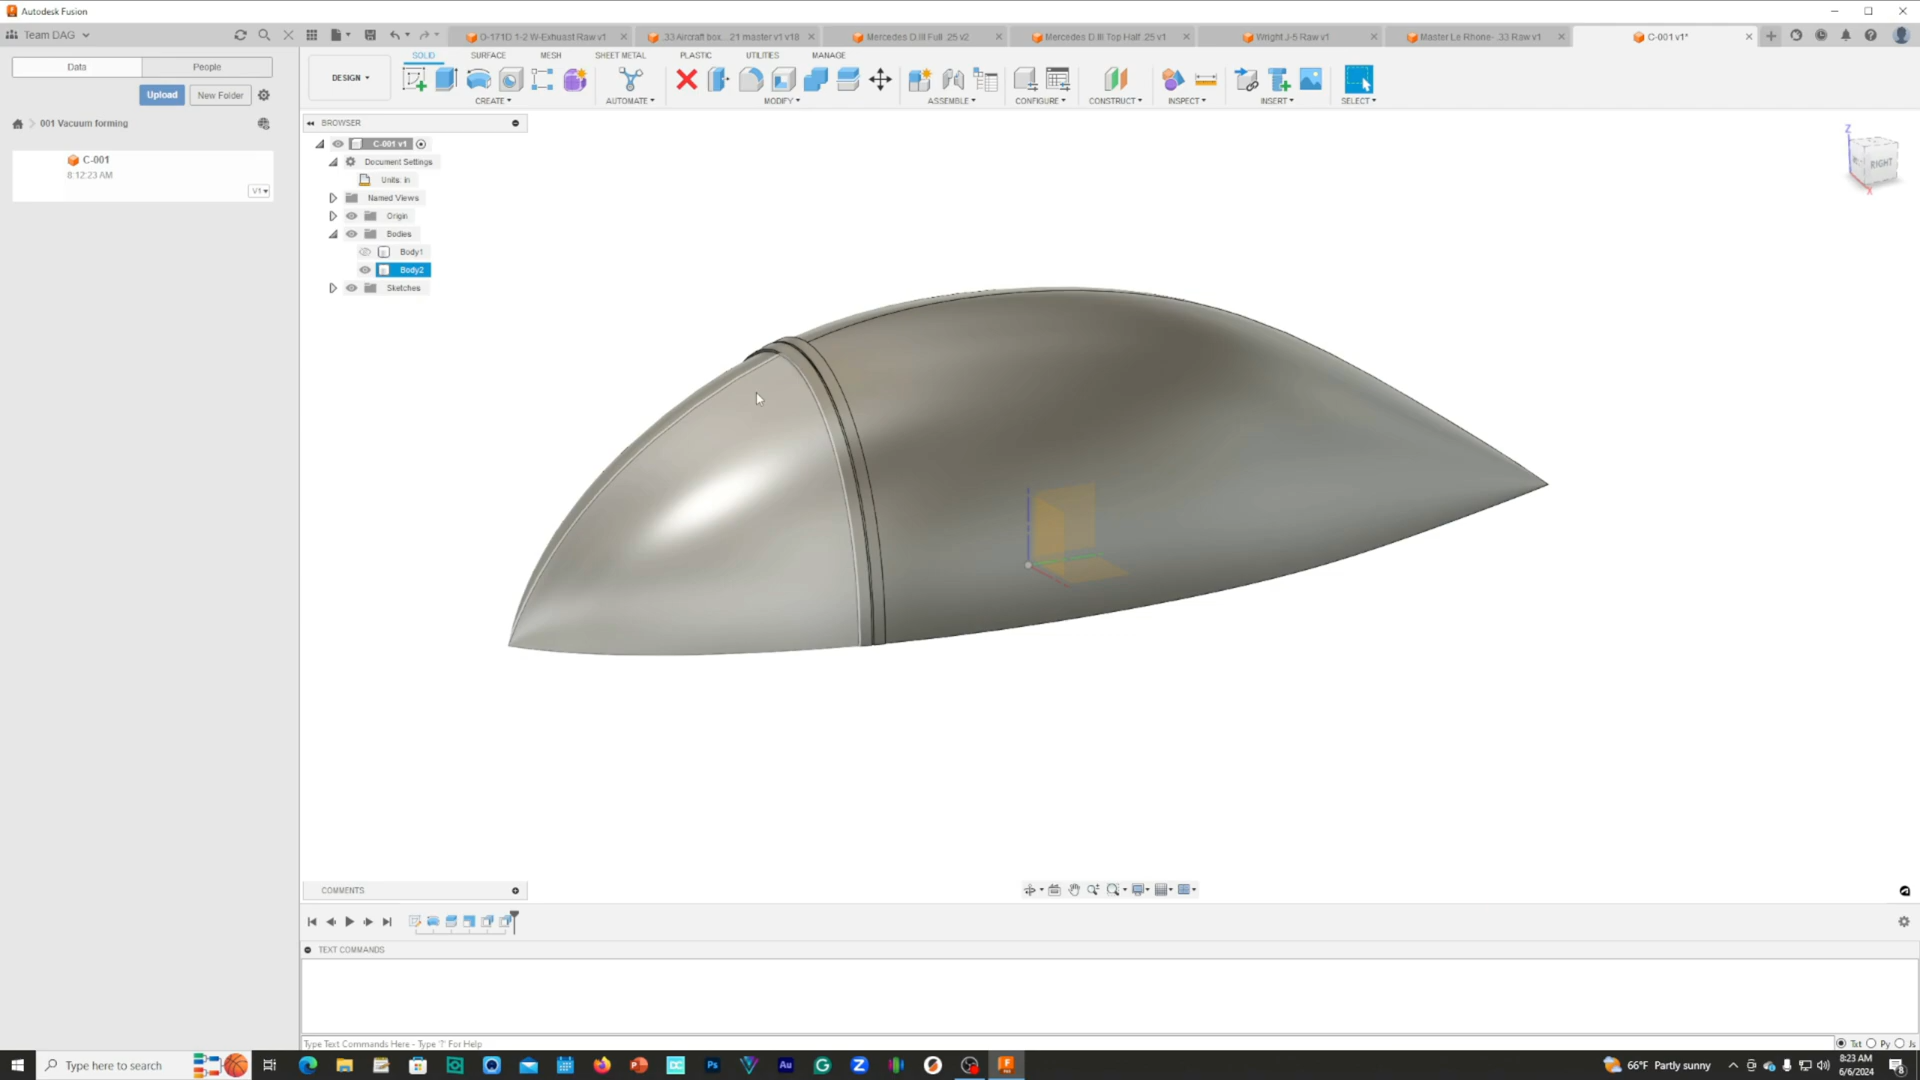 Autodesk Fusion
Team DAG
0-171D 1-2 W-Exhuast Raw v1
.33 Aircraft box...21 master v1 v18
Mercedes D.III Full .25 v2
Mercedes D.III Top Half .25 v1
Wright J-5 Raw v1
Master Le Rhone- .33 Raw v1
C-001 v1*
Data
People
Upload
New Folder
001 Vacuum forming
C-001
8:12:23 AM
V1
DESIGN
SOLID
SURFACE
MESH
SHEET METAL
PLASTIC
UTILITIES
MANAGE
CREATE
AUTOMATE
MODIFY
ASSEMBLE
CONFIGURE
CONSTRUCT
INSPECT
INSERT
SELECT
BROWSER
C-001 v1
Document Settings
Units: in
Named Views
Origin
Bodies
Body1
Body2
Sketches
Z
RIGHT
X
COMMENTS
TEXT COMMANDS
Type Text Commands Here - Type '?' For Help
Txt
Py
Js
Type here to search
DC
Ps
Au
66°F Partly sunny
8:23 AM
6/6/2024